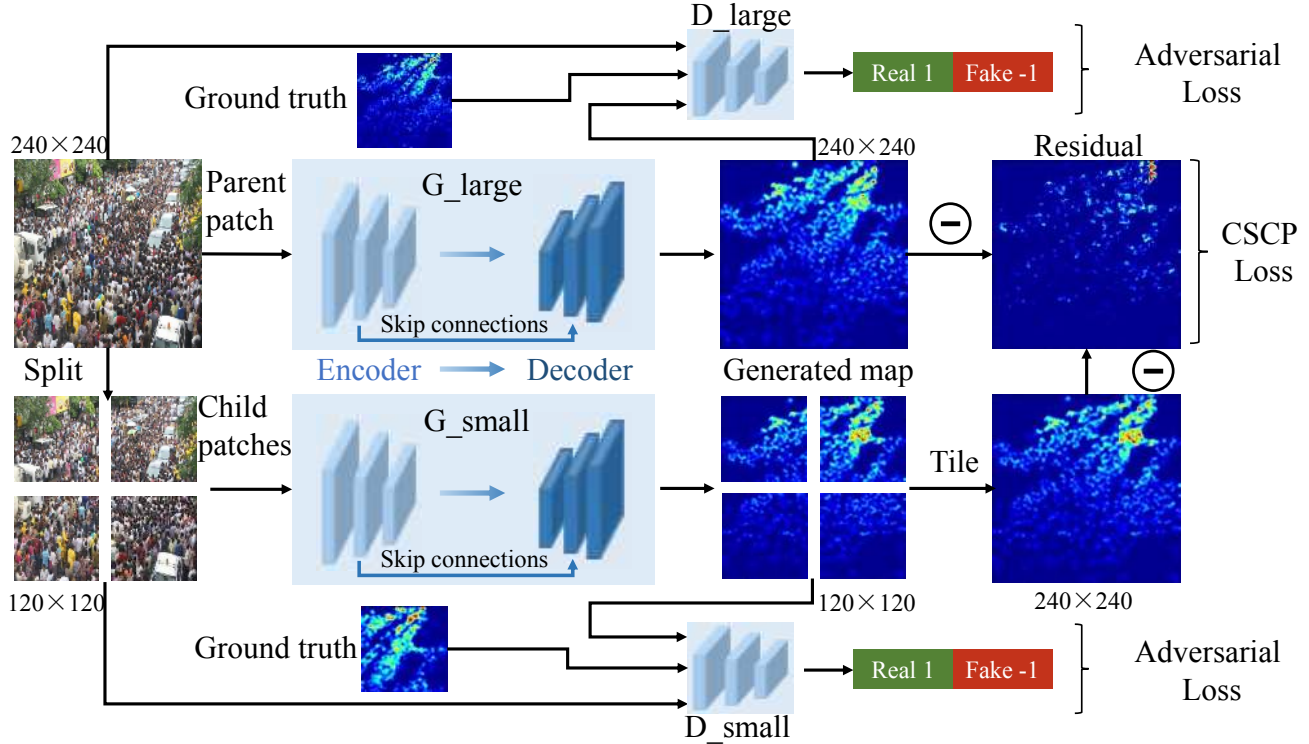 D_large
Real 1
Fake -1
Adversarial
Loss
Ground truth
240×240
240×240
Residual
Parent
patch
G_large
CSCP
Loss
Skip connections
Split
Encoder
Decoder
Generated map
Child
patches
G_small
Tile
Skip connections
120×120
120×120
240×240
Ground truth
Real 1
Fake -1
Adversarial
Loss
D_small